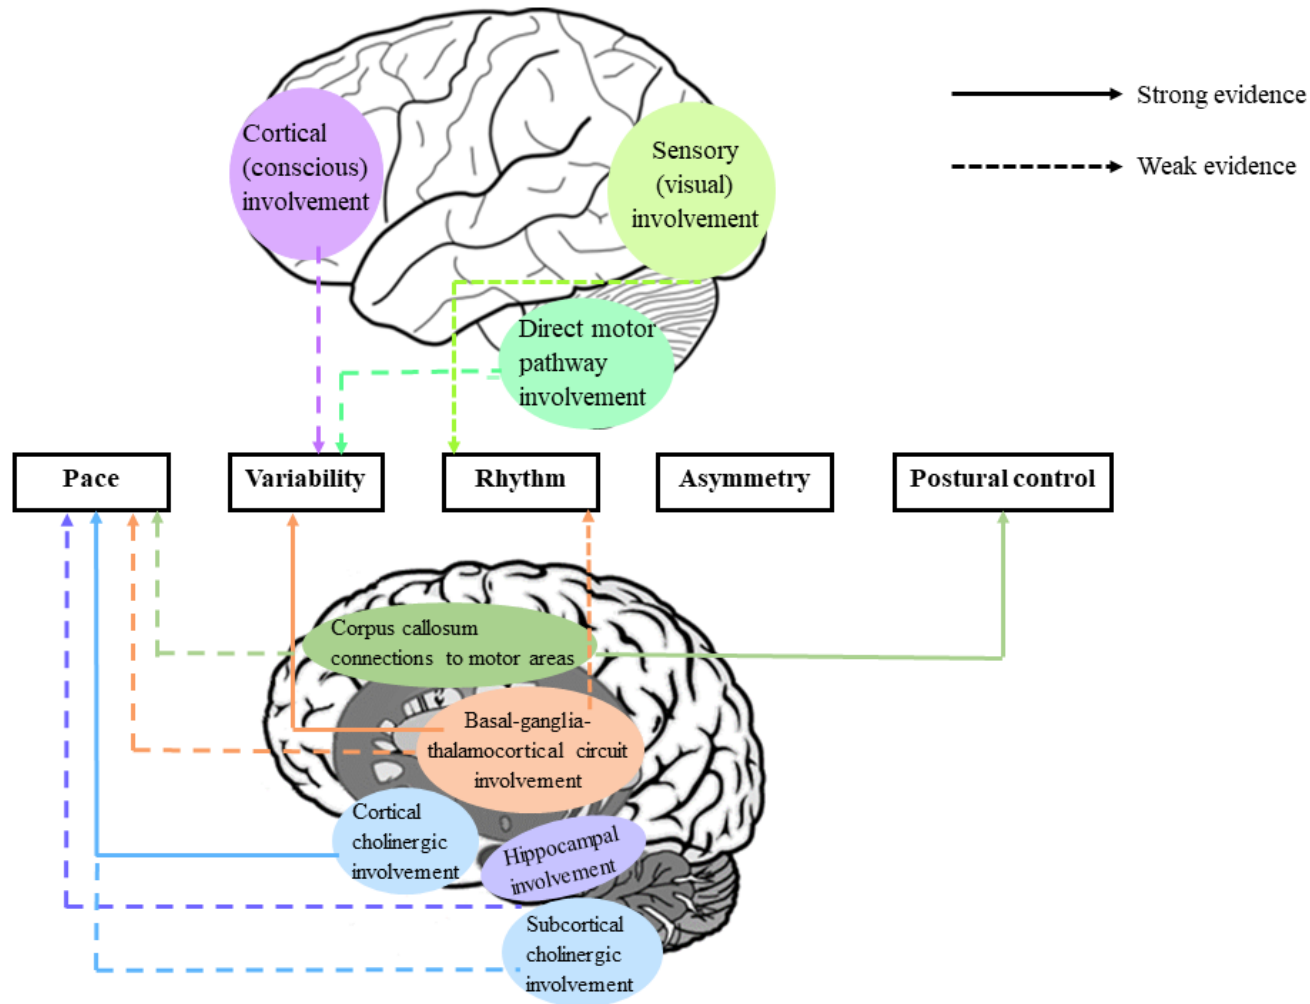 Strong evidence
Weak evidence
Cortical
(conscious)
involvement
Sensory
(visual)
involvement
Direct motor
pathway
involvement
Pace
Variability
Rhythm
Asymmetry
Postural control
Corpus callosum
connections to motor areas
Basal-ganglia-
thalamocortical circuit
involvement
Cortical
cholinergic
involvement
Hippocampal
involvement
Subcortical
cholinergic
involvement